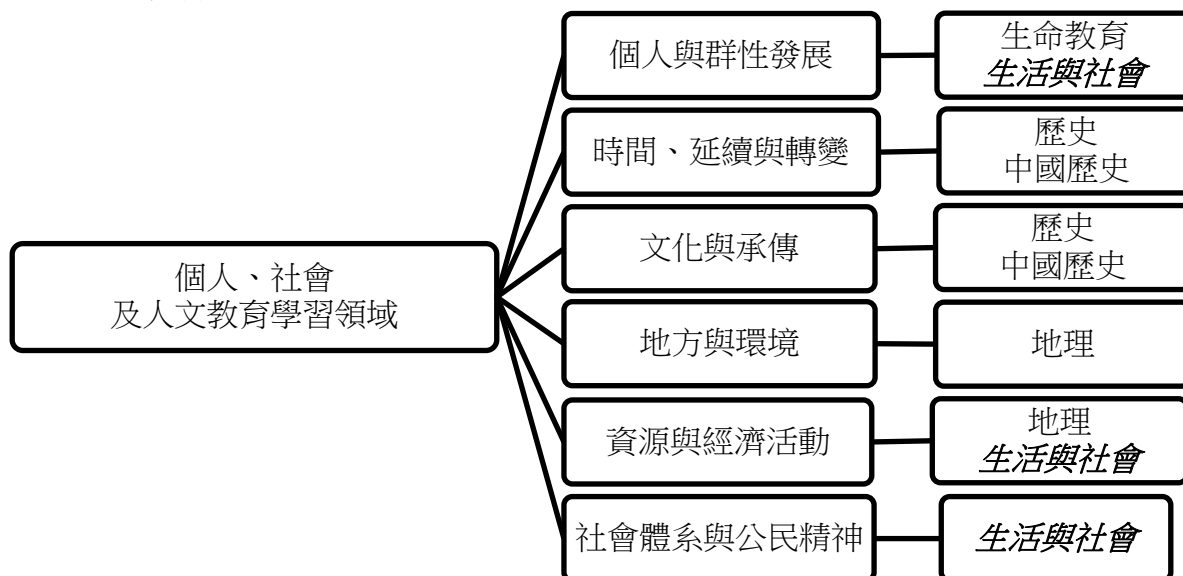 個人、社會
及人文教育學習領域
個人與群性發展
生命教育
生活與社會
時間、延續與轉變
歷史
中國歷史
文化與承傳
歷史
中國歷史
地方與環境
地理
資源與經濟活動
地理
生活與社會
社會體系與公民精神
生活與社會